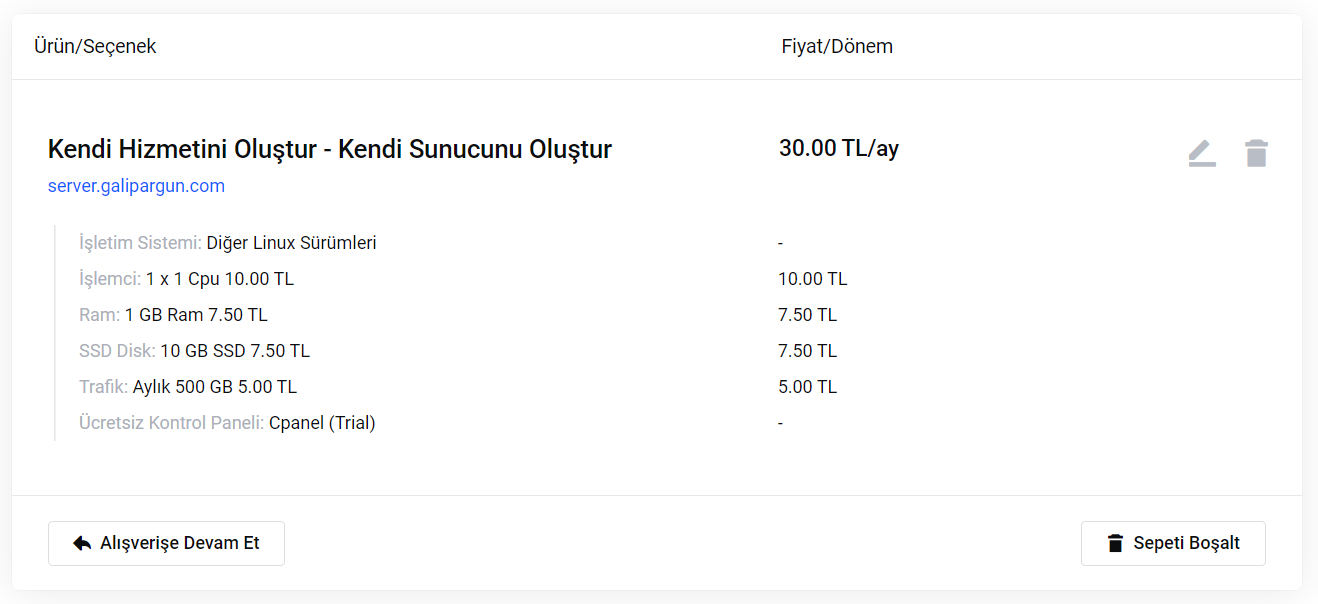 Ürün/Seçenek Fiyat/Dönem
Kendi Hizmetini Oluştur - Kendi Sunucunu Oluştur 30.00 TL/ay
server.galipargun.com
İşletim Sistemi: Diğer Linux Sürümleri -
İşlemci: 1 x 1 Cpu 10.00 TL 10.00 TL
Ram: 1 GB Ram 7.50 TL 7.50 TL
SSD Disk: 10 GB SSD 7.50 TL 7.50 TL
Trafik: Aylık 500 GB 5.00 TL 5.00 TL
Ücretsiz Kontrol Paneli: Cpanel (Trial) -
Alışverişe Devam Et Sepeti Boşalt